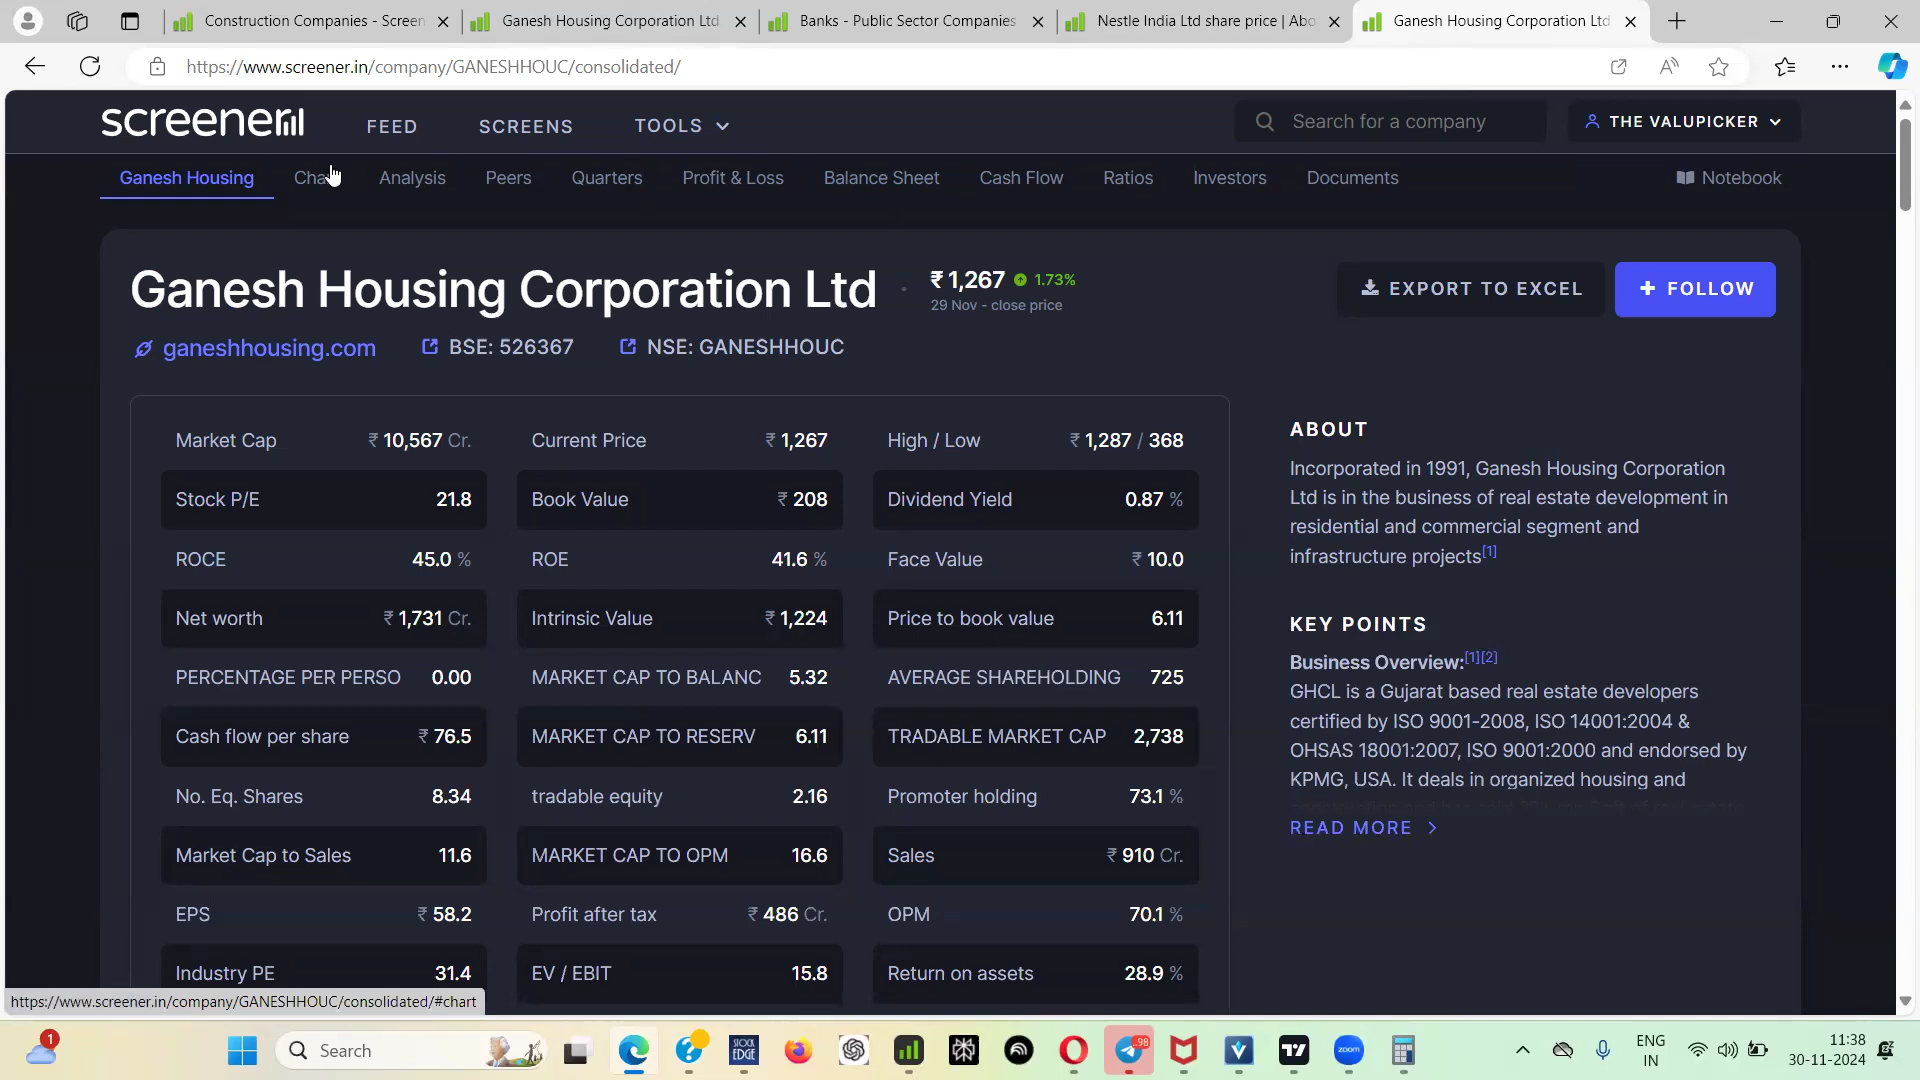 Construction Companies - Screen
Ganesh Housing Corporation Ltd
Banks - Public Sector Companies
Nestle India Ltd share price | Abo
Ganesh Housing Corporation Ltd
https://www.screener.in/company/GANESHHOUC/consolidated/
screener
FEED
SCREENS
TOOLS
Search for a company
THE VALUPICKER
Ganesh Housing
Analysis
Peers
Quarters
Profit & Loss
Balance Sheet
Cash Flow
Ratios
Investors
Documents
Notebook
Ganesh Housing Corporation Ltd
₹ 1,267 1.73%
29 Nov - close price
EXPORT TO EXCEL
+ FOLLOW
ganeshhousing.com
BSE: 526367
NSE: GANESHHOUC
Market Cap ₹ 10,567 Cr.
Current Price ₹ 1,267
High / Low ₹ 1,287 / 368
Stock P/E 21.8
Book Value ₹ 208
Dividend Yield 0.87 %
ROCE 45.0 %
ROE 41.6 %
Face Value ₹ 10.0
Net worth ₹ 1,731 Cr.
Intrinsic Value ₹ 1,224
Price to book value 6.11
PERCENTAGE PER PERSO 0.00
MARKET CAP TO BALANC 5.32
AVERAGE SHAREHOLDING 725
Cash flow per share ₹ 76.5
MARKET CAP TO RESERV 6.11
TRADABLE MARKET CAP 2,738
No. Eq. Shares 8.34
tradable equity 2.16
Promoter holding 73.1 %
Market Cap to Sales 11.6
MARKET CAP TO OPM 16.6
Sales ₹ 910 Cr.
EPS ₹ 58.2
Profit after tax ₹ 486 Cr.
OPM 70.1 %
Industry PE 31.4
EV / EBIT 15.8
Return on assets 28.9 %
ABOUT
Incorporated in 1991, Ganesh Housing Corporation
Ltd is in the business of real estate development in
residential and commercial segment and
infrastructure projects[1]
KEY POINTS
Business Overview:[1][2]
GHCL is a Gujarat based real estate developers
certified by ISO 9001-2008, ISO 14001:2004 &
OHSAS 18001:2007, ISO 9001:2000 and endorsed by
KPMG, USA. It deals in organized housing and
READ MORE
https://www.screener.in/company/GANESHHOUC/consolidated/#chart
1
Search
STOCK
EDGE
.98
zoom
ENG
IN
11:38
30-11-2024